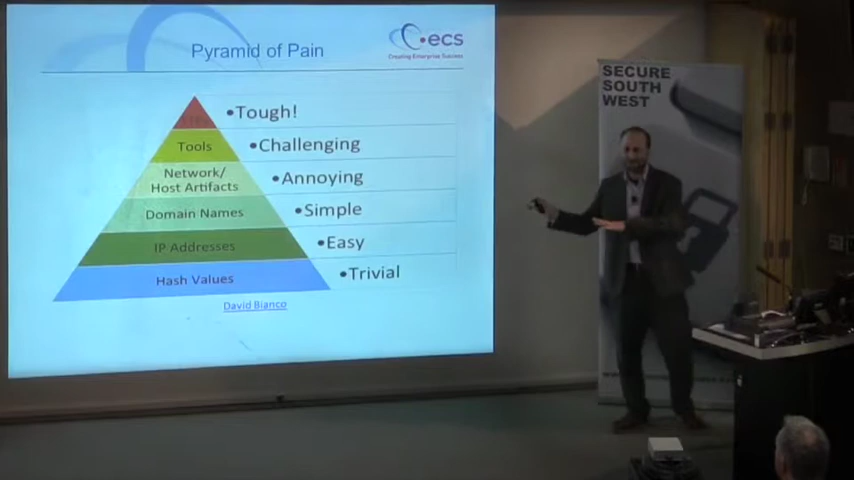 Pyramid of Pain
ecs
Creating Enterprise Success
•Tough!
Tools
•Challenging
Network/
Host Artifacts
•Annoying
Domain Names
•Simple
IP Addresses
•Easy
Hash Values
•Trivial
David Bianco
SECURE
SOUTH
WEST